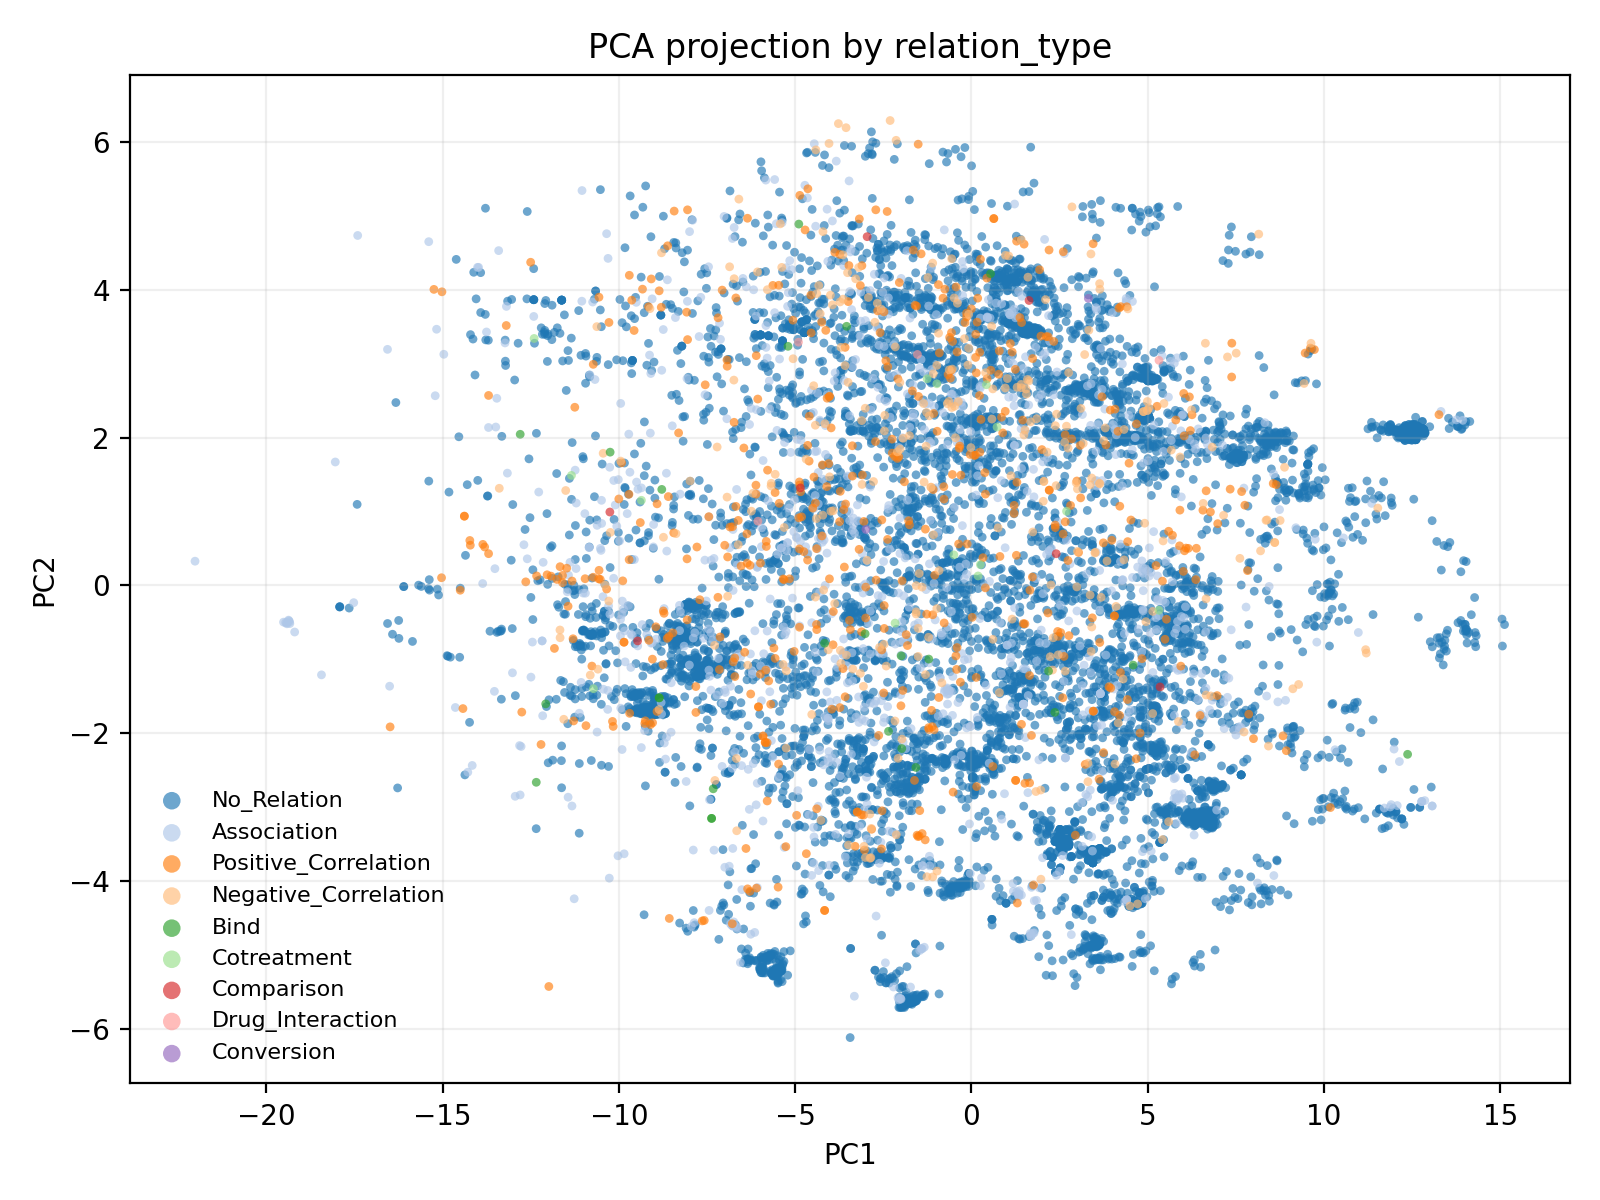 PCA projection by relation_type
6
4
2
0
−2
−4
−6
PC2
No_Relation
Association
Positive_Correlation
Negative_Correlation
Bind
Cotreatment
Comparison
Drug_Interaction
Conversion
−20 −15 −10 −5 0 5 10 15
PC1